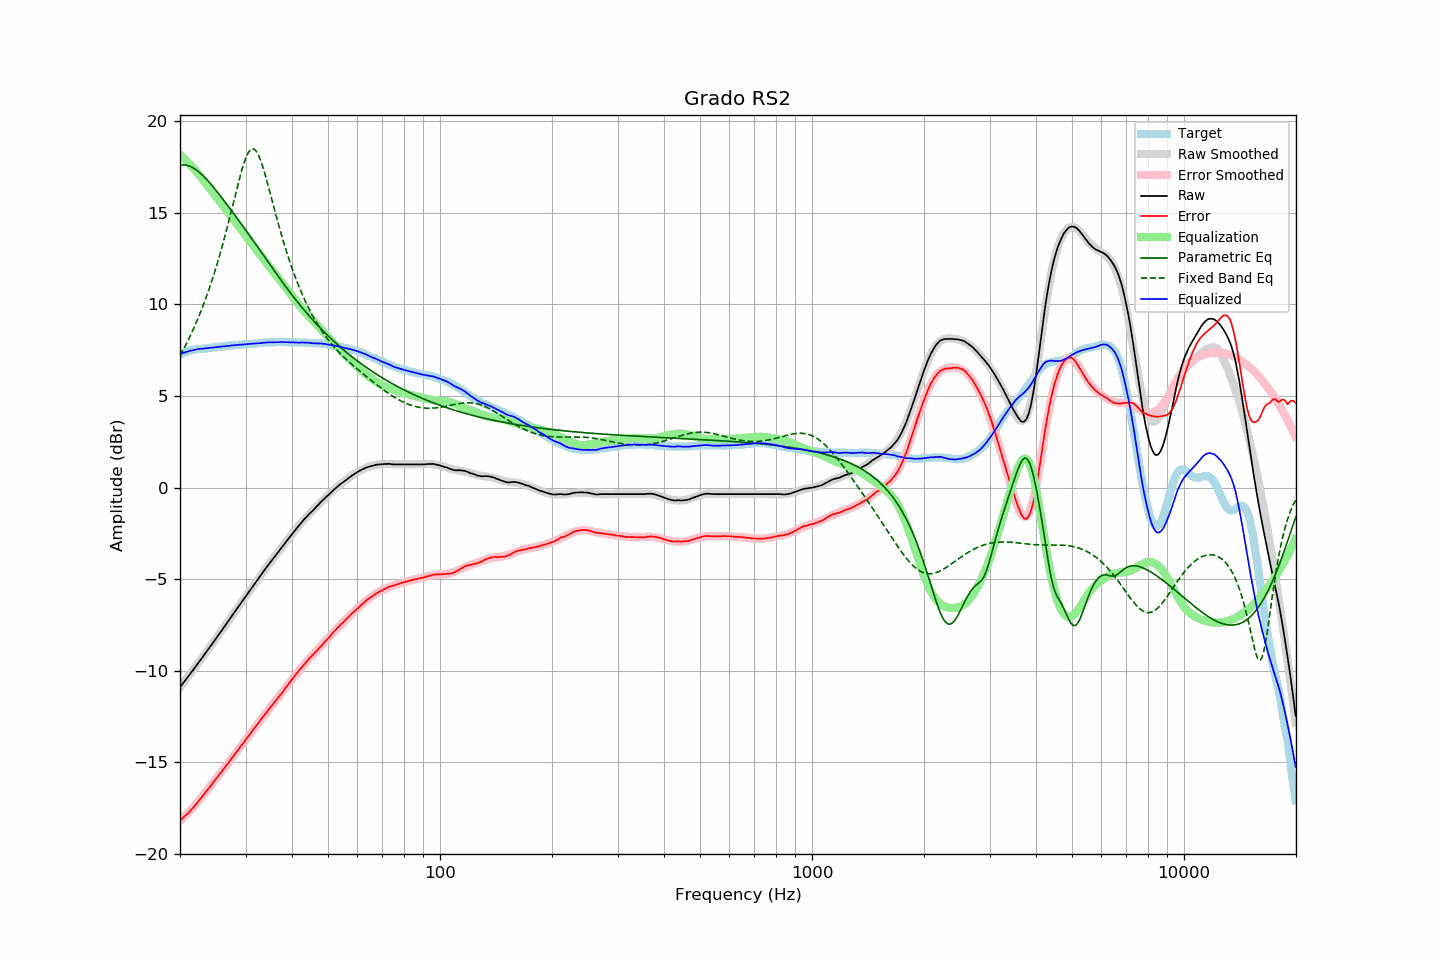 Grado RS2
20
15
10
5
0
−5
−10
−15
−20
Amplitude (dBr)
100
1000
10000
Frequency (Hz)
Target
Raw Smoothed
Error Smoothed
Raw
Error
Equalization
Parametric Eq
Fixed Band Eq
Equalized